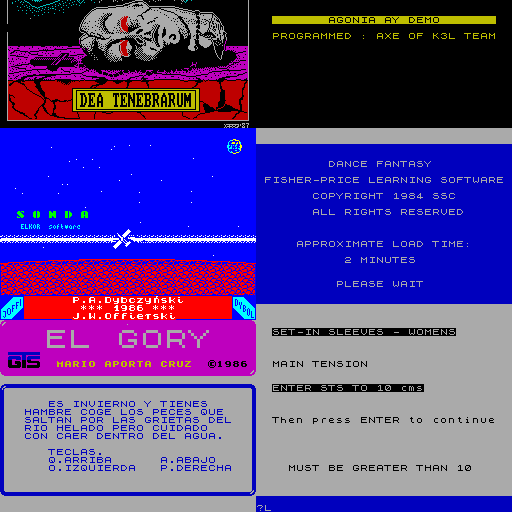 DEA TENEBRARUM
AGONIA AY DEMO
PROGRAMMED : AXE OF K3L TEAM
SONDA
ELKOR software
P.A.Dybczyński
*** 1986 ***
J.W.Offierski
JOFFI
DYBOL
DANCE FANTASY
FISHER-PRICE LEARNING SOFTWARE
COPYRIGHT 1984 SSC
ALL RIGHTS RESERVED
APPROXIMATE LOAD TIME:
2 MINUTES
PLEASE WAIT
EL GORY
GTS
MARIO APORTA CRUZ ©1986
ES INVIERNO Y TIENES
HAMBRE COGE LOS PECES QUE
SALTAN POR LAS GRIETAS DEL
RIO HELADO PERO CUIDADO
CON CAER DENTRO DEL AGUA.
TECLAS.
Q.ARRIBA A.ABAJO
O.IZQUIERDA P.DERECHA
SET-IN SLEEVES - WOMENS
MAIN TENSION
ENTER STS TO 10 cms
Then press ENTER to continue
MUST BE GREATER THAN 10
?L